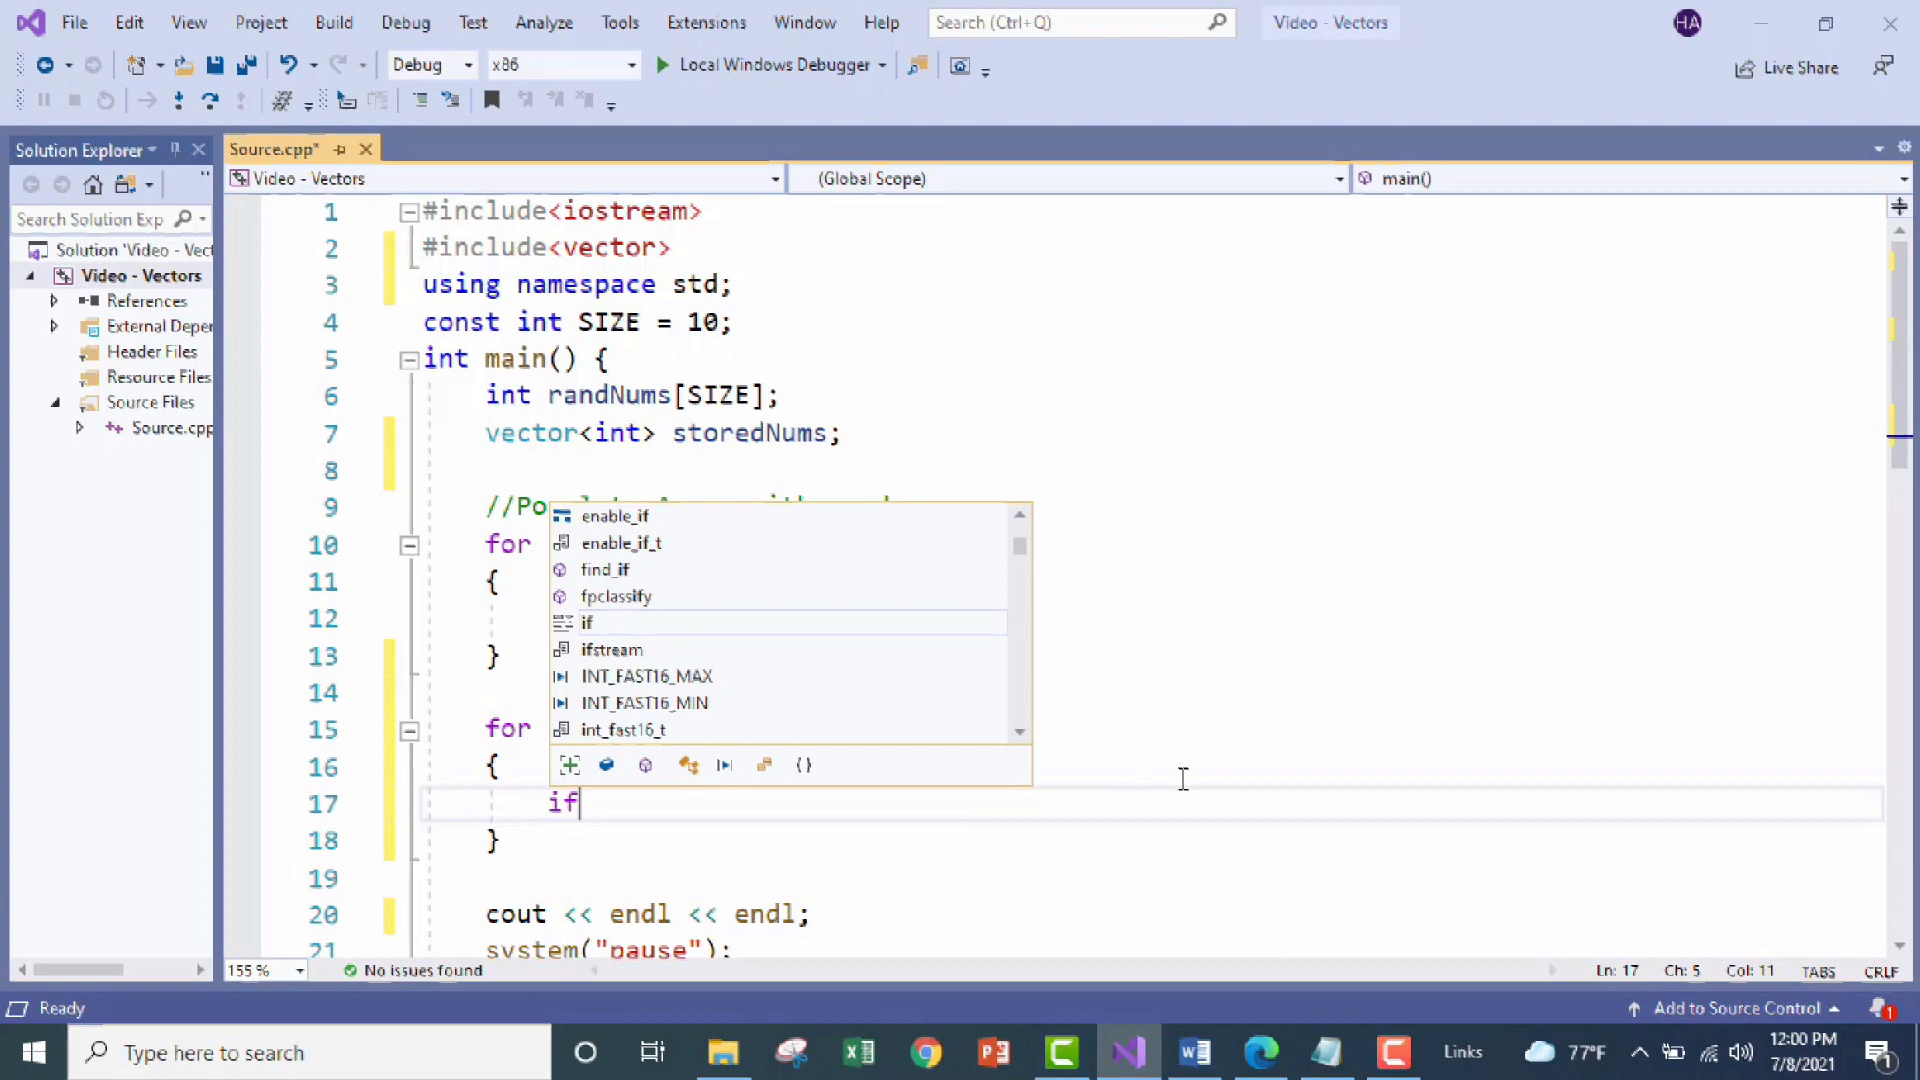 File Edit View Project Build Debug Test Analyze Tools Extensions Window Help Search (Ctrl+Q) Video - Vectors HA
Debug x86 Local Windows Debugger Live Share
Solution Explorer Source.cpp*
Video - Vectors (Global Scope) main()
Search Solution Exp
Solution 'Video - Vect
Video - Vectors
References
External Deper
Header Files
Resource Files
Source Files
Source.cpp
1 #include<iostream>
2 #include<vector>
3 using namespace std;
4 const int SIZE = 10;
5 int main() {
6 int randNums[SIZE];
7 vector<int> storedNums;
8
9 //Po
10 for
11 {
12
13 }
14
15 for
16 {
17 if
18 }
19
20 cout << endl << endl;
21 system("pause");
enable_if
enable_if_t
find_if
fpclassify
if
ifstream
INT_FAST16_MAX
INT_FAST16_MIN
int_fast16_t
155 % No issues found Ln: 17 Ch: 5 Col: 11 TABS CRLF
Ready Add to Source Control 1
Type here to search Links 77°F 12:00 PM
7/8/2021 1